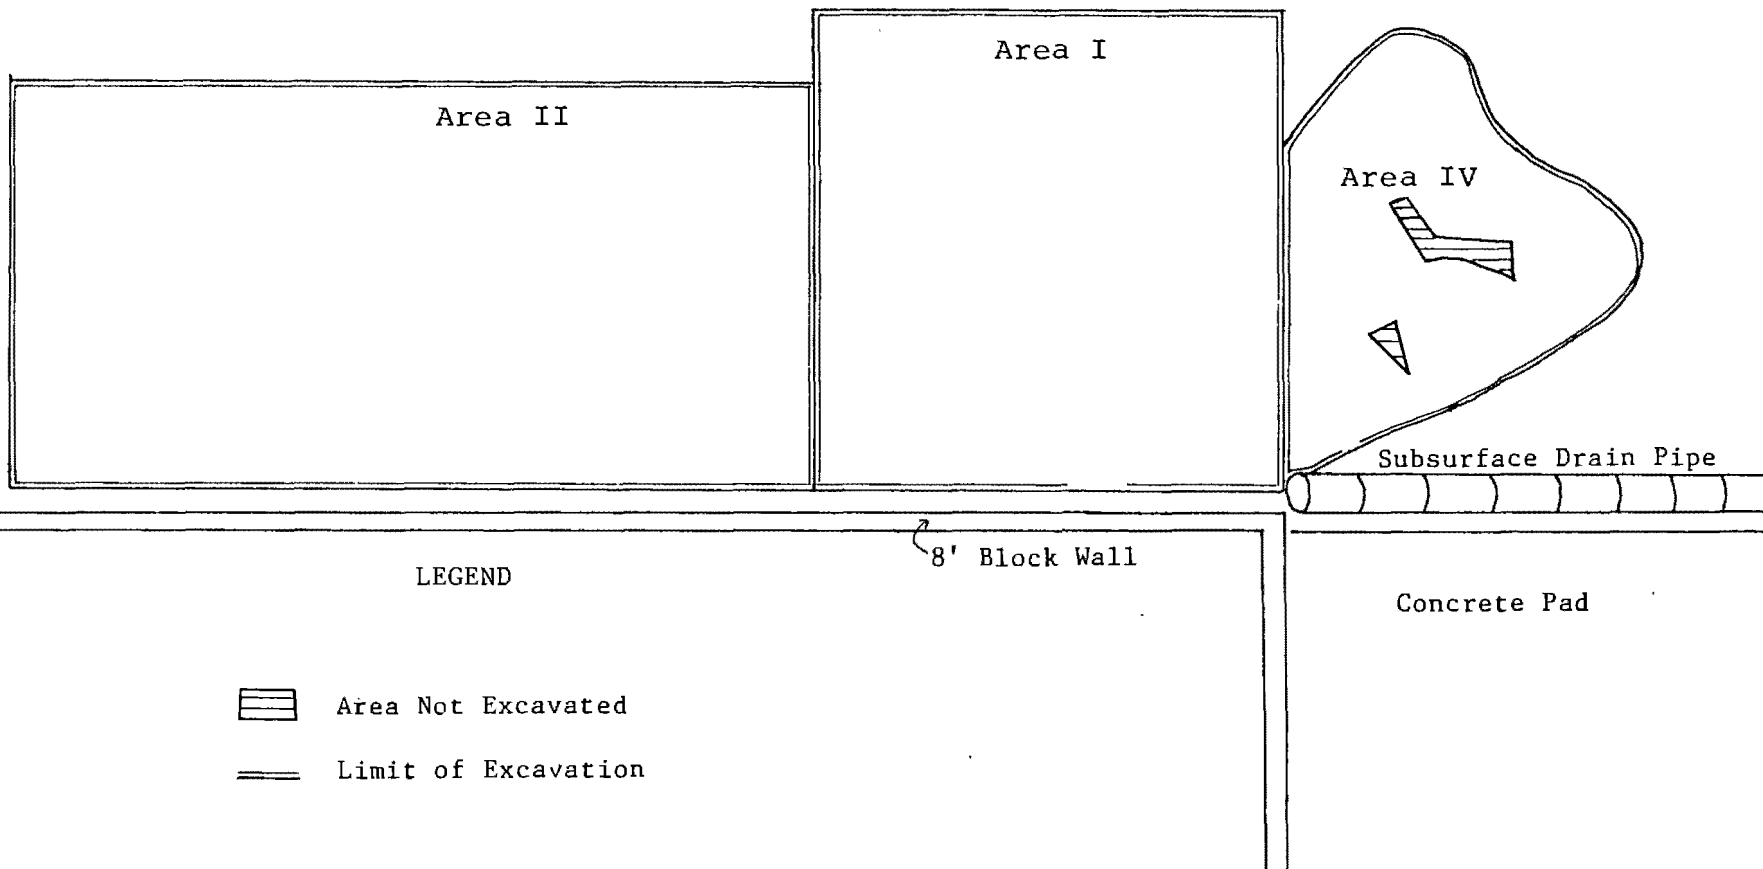 Area I
Area II
Area IV
Subsurface Drain Pipe
8' Block Wall
LEGEND
Concrete Pad
Area Not Excavated
Limit of Excavation